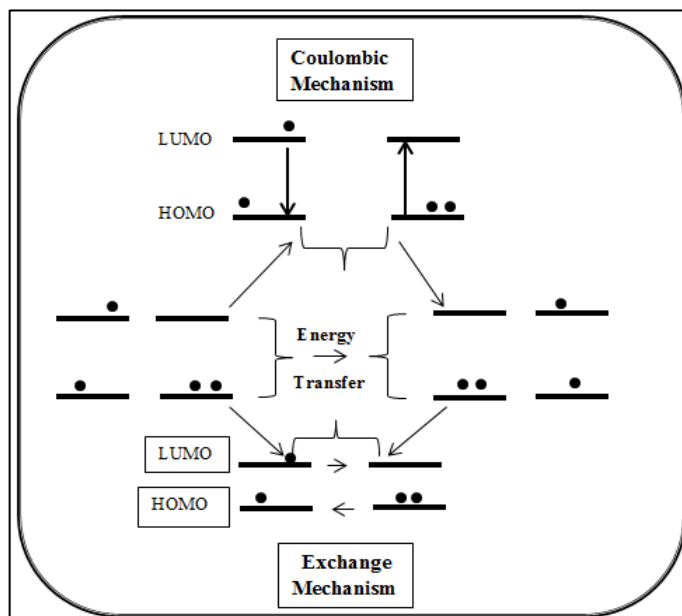 Coulombic
Mechanism
LUMO
HOMO
Energy
Transfer
LUMO
HOMO
Exchange
Mechanism